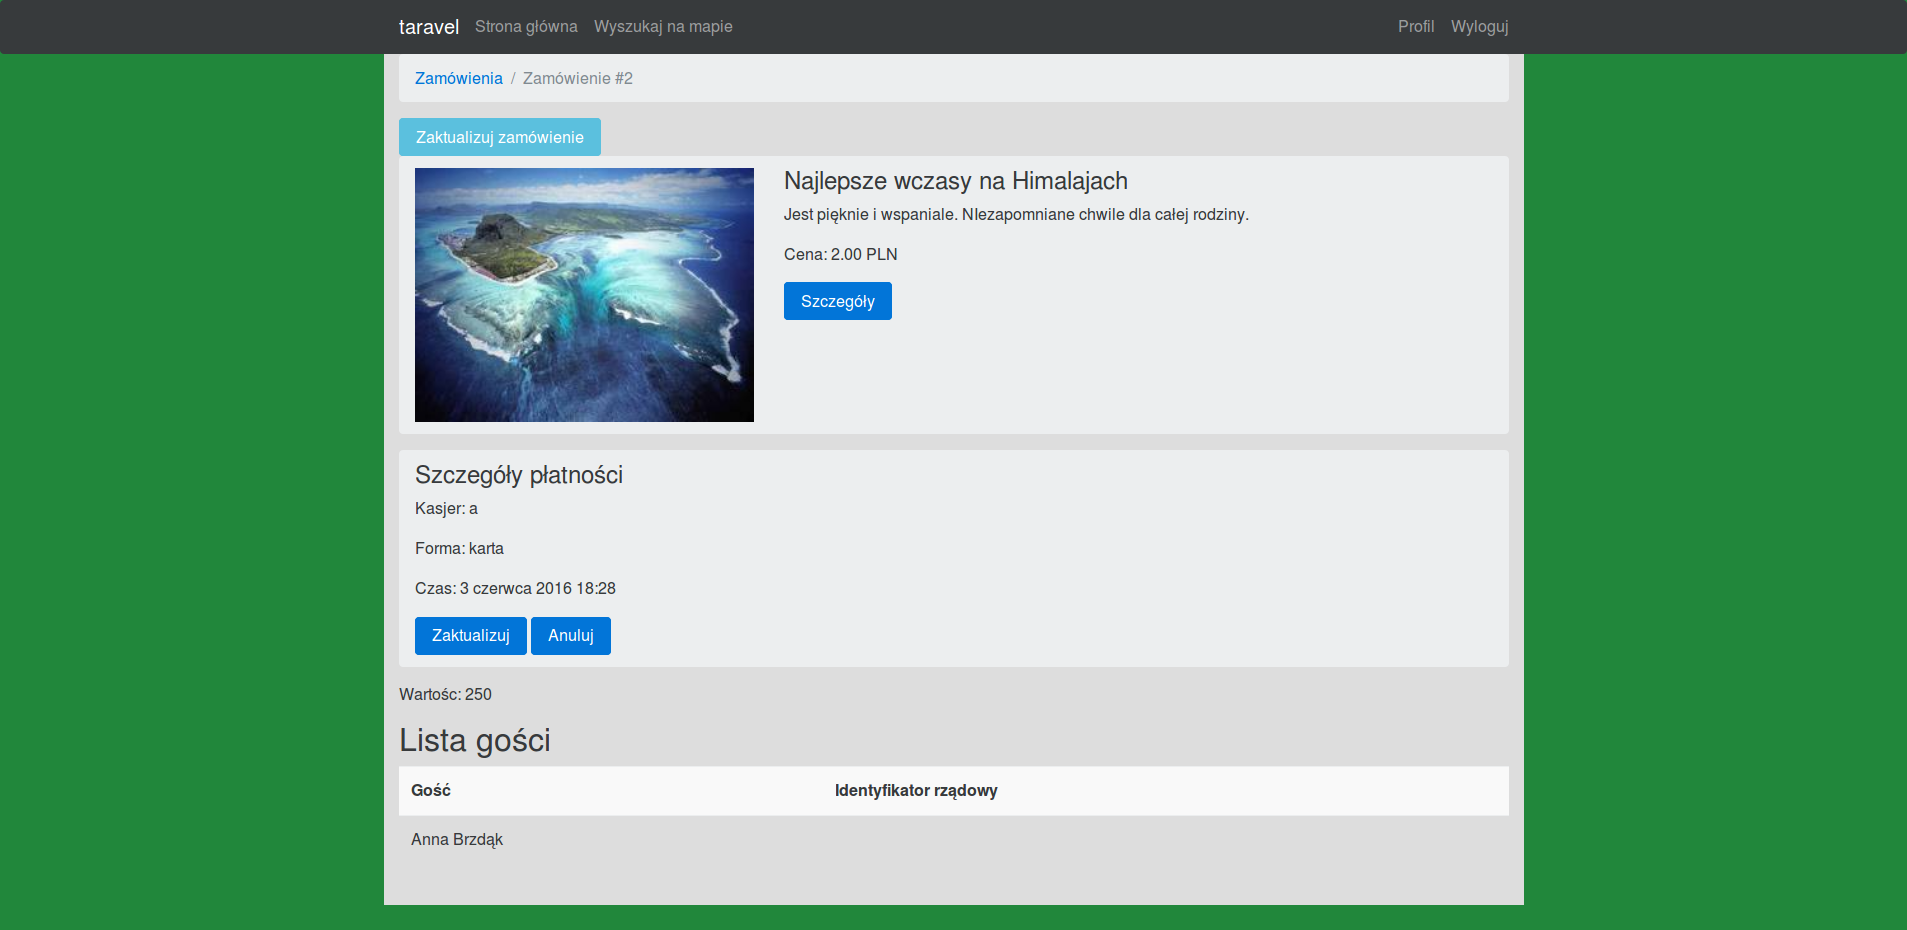 taravel Strona główna Wyszukaj na mapie Profil Wyloguj
Zamówienia / Zamówienie #2
Zaktualizuj zamówienie
Najlepsze wczasy na Himalajach
Jest pięknie i wspaniale. NIezapomniane chwile dla całej rodziny.
Cena: 2.00 PLN
Szczegóły
Szczegóły płatności
Kasjer: a
Forma: karta
Czas: 3 czerwca 2016 18:28
Zaktualizuj Anuluj
Wartośc: 250
Lista gości
Gość Identyfikator rządowy
Anna Brzdąk